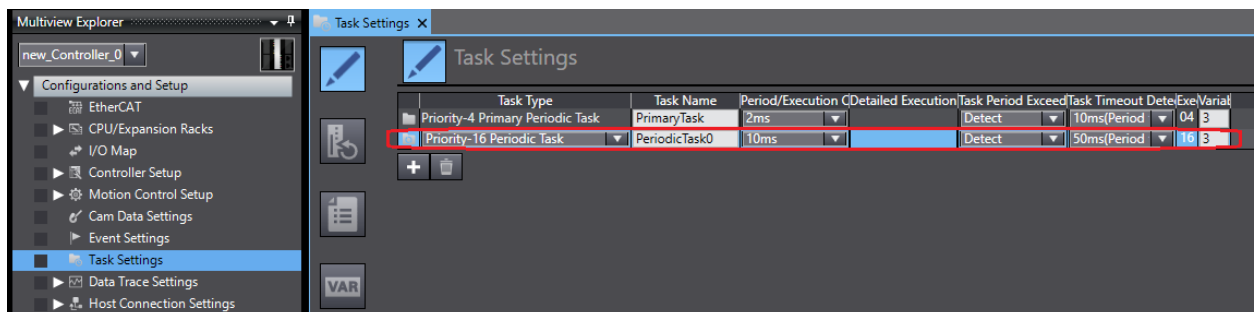 Multiview Explorer
Task Settings
new_Controller_0
Task Settings
Configurations and Setup
EtherCAT
CPU/Expansion Racks
I/O Map
Controller Setup
Motion Control Setup
Cam Data Settings
Event Settings
Task Settings
Data Trace Settings
Host Connection Settings
Task Type Task Name Period/Execution C Detailed Execution Task Period Exceed Task Timeout Dete Exe Variabl
Priority-4 Primary Periodic Task PrimaryTask 2ms Detect 10ms(Period 04 3
Priority-16 Periodic Task PeriodicTask0 10ms Detect 50ms(Period 16 3
VAR